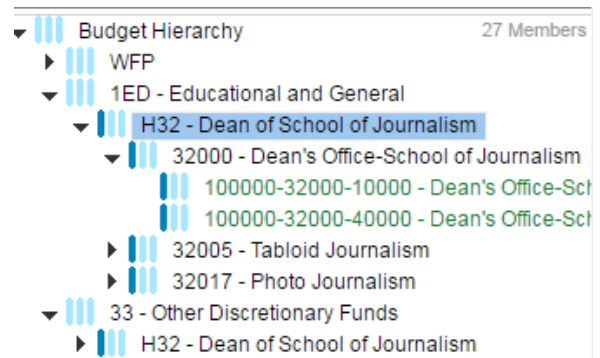 Budget Hierarchy 27 Members
WFP
1ED - Educational and General
H32 - Dean of School of Journalism
32000 - Dean's Office-School of Journalism
100000-32000-10000 - Dean's Office-Sch
100000-32000-40000 - Dean's Office-Sch
32005 - Tabloid Journalism
32017 - Photo Journalism
33 - Other Discretionary Funds
H32 - Dean of School of Journalism